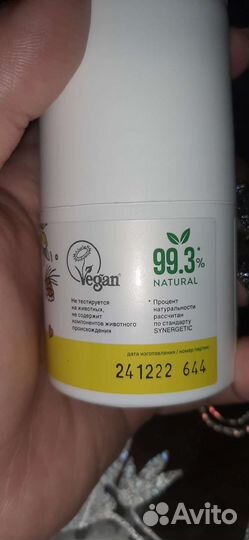 Vegan
99.3%*
NATURAL
Не тестируется
на животных,
не содержит
компонентов животного
происхождения
* Процент
натуральности
рассчитан
по стандарту
SYNERGETIC
дата изготовления / номер партии
241222 644
Avito